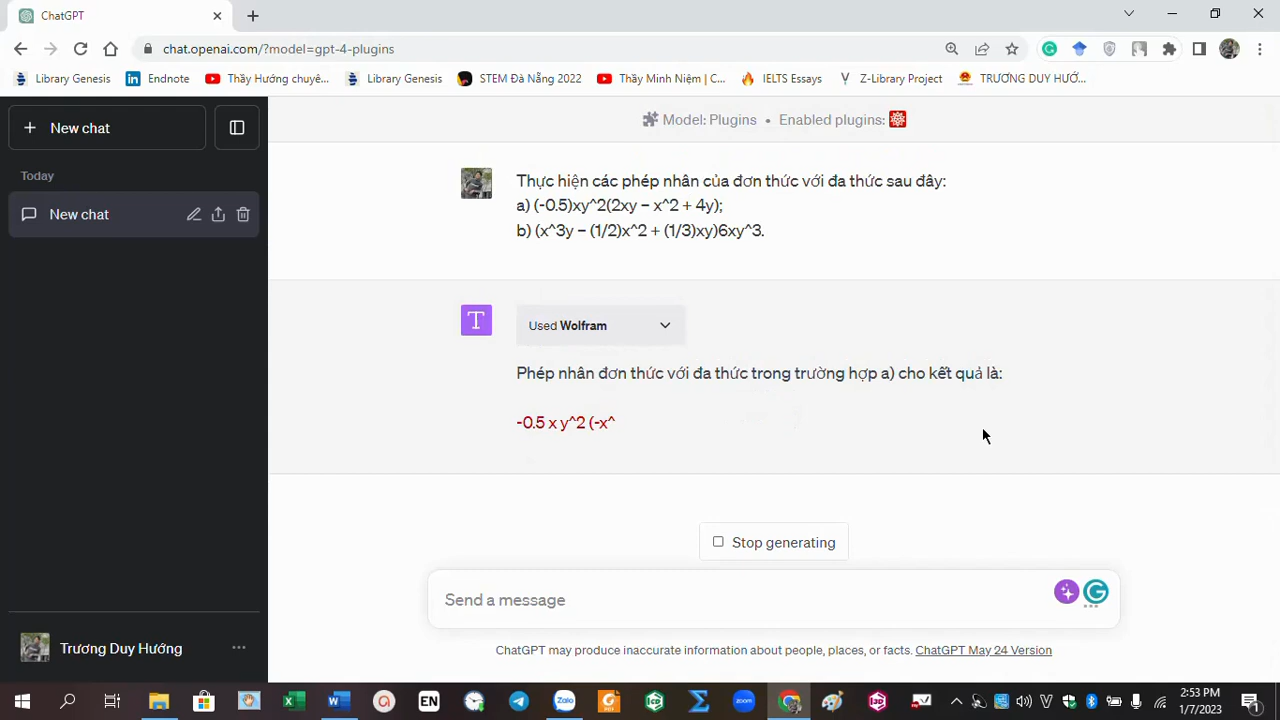 ChatGPT
chat.openai.com/?model=gpt-4-plugins
Library Genesis
Endnote
Thầy Hướng chuyê...
Library Genesis
STEM Đà Nẵng 2022
Thầy Minh Niệm | C...
IELTS Essays
Z-Library Project
TRƯƠNG DUY HƯỚ...
New chat
Model: Plugins • Enabled plugins:
Today
New chat
Thực hiện các phép nhân của đơn thức với đa thức sau đây:
a) (-0.5)xy^2(2xy – x^2 + 4y);
b) (x^3y – (1/2)x^2 + (1/3)xy)6xy^3.
T
Used Wolfram
Phép nhân đơn thức với đa thức trong trường hợp a) cho kết quả là:
-0.5 x y^2 (-x^
Stop generating
Send a message
Trương Duy Hướng
ChatGPT may produce inaccurate information about people, places, or facts. ChatGPT May 24 Version
EN
zoom
2:53 PM
1/7/2023